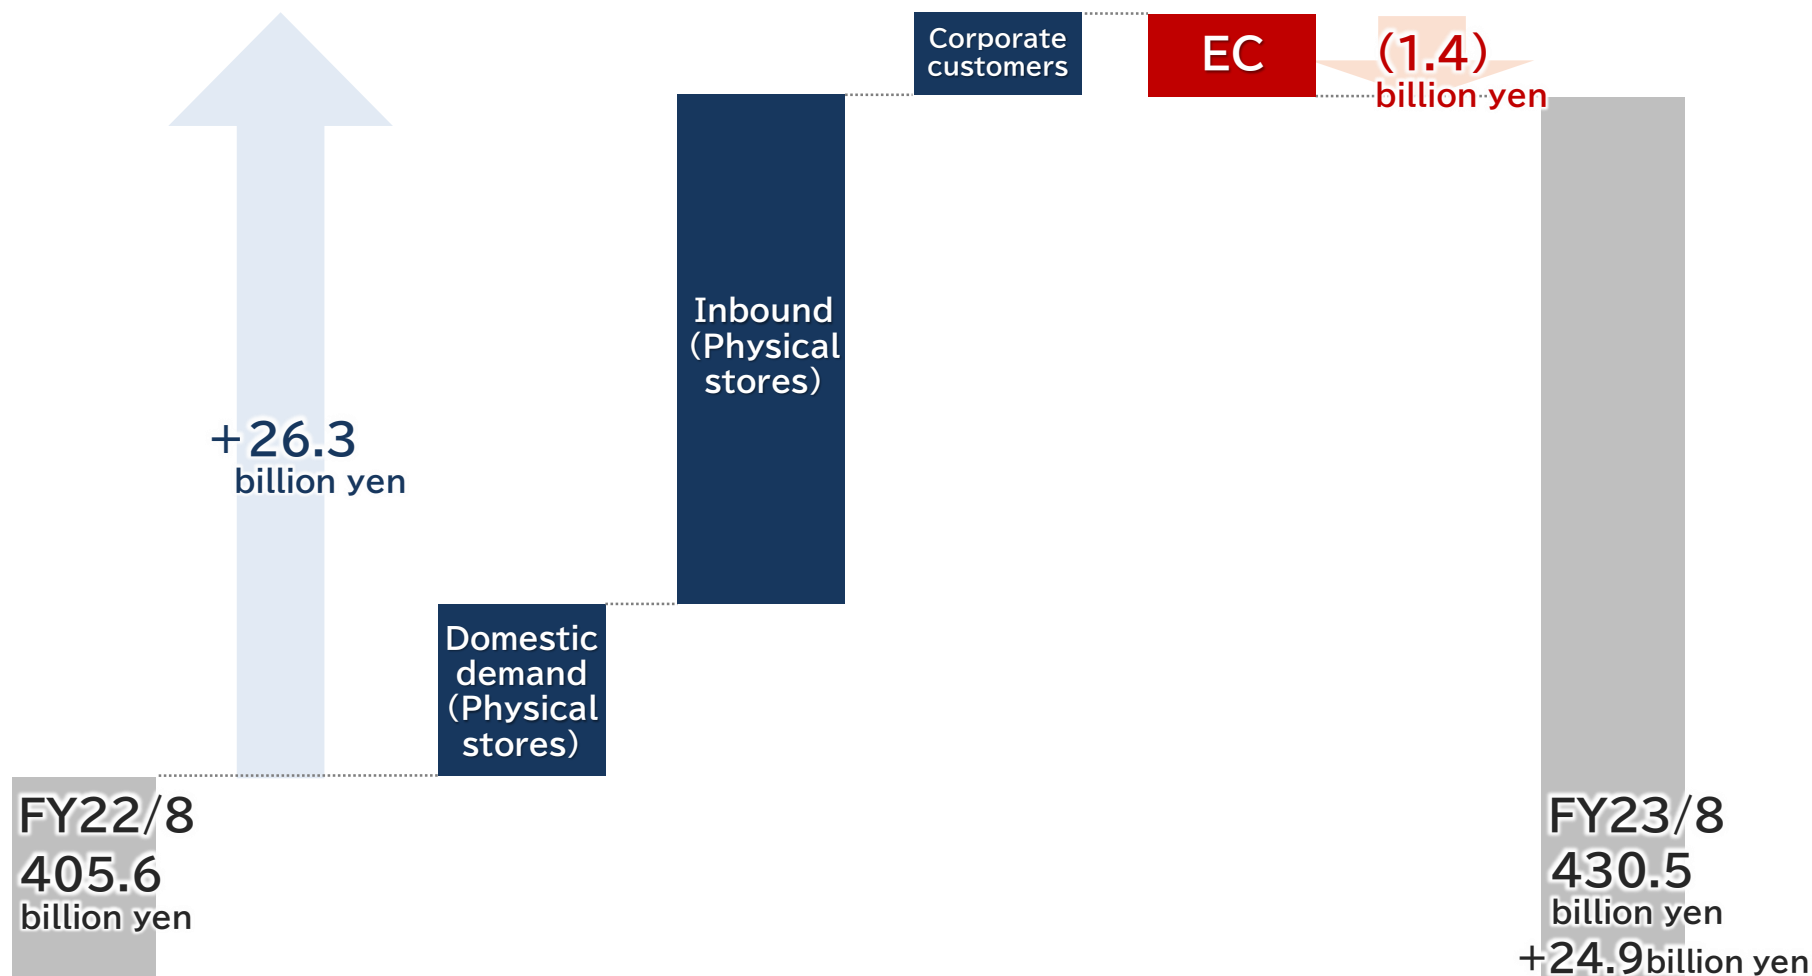 Corporate
customers
EC
(1.4)
billion yen
Inbound
(Physical
stores)
+26.3
billion yen
Domestic
demand
(Physical
stores)
FY22/8
405.6
billion yen
FY23/8
430.5
billion yen
+24.9billion yen